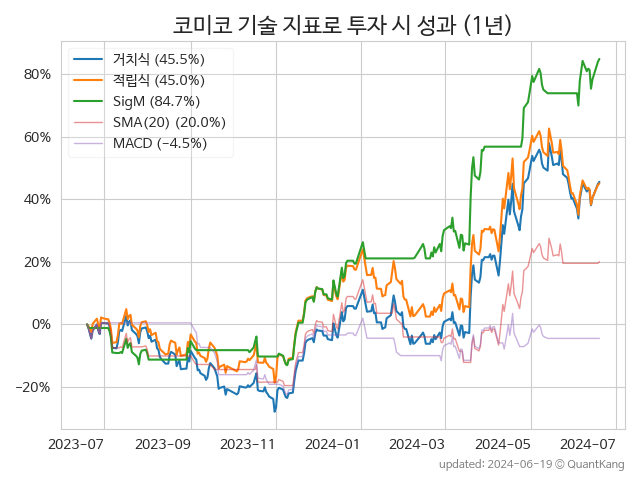 코미코 기술 지표로 투자 시 성과 (1년)
거치식 (45.5%)
적립식 (45.0%)
SigM (84.7%)
SMA(20) (20.0%)
MACD (−4.5%)
80%
60%
40%
20%
0%
−20%
2023-07 2023-09 2023-11 2024-01 2024-03 2024-05 2024-07
updated: 2024-06-19 ⓒ QuantKang